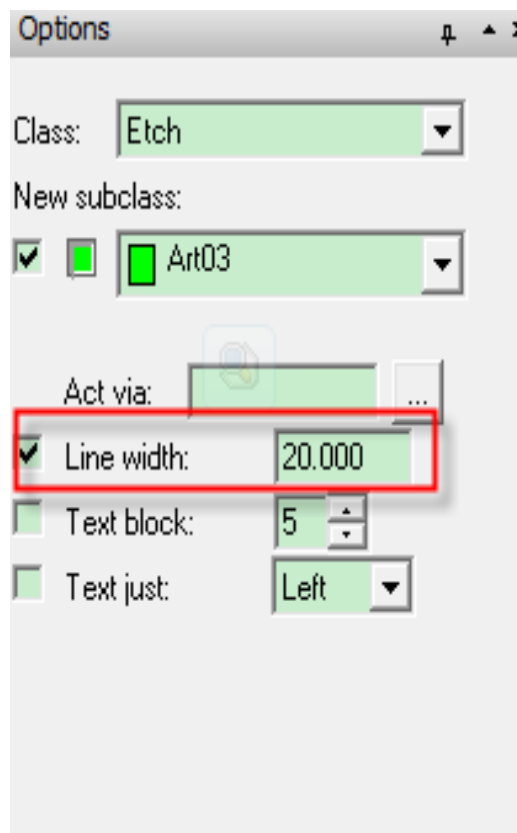 Options
Class: Etch
New subclass:
Art03
Act via: ...
Line width: 20.000
Text block: 5
Text just: Left